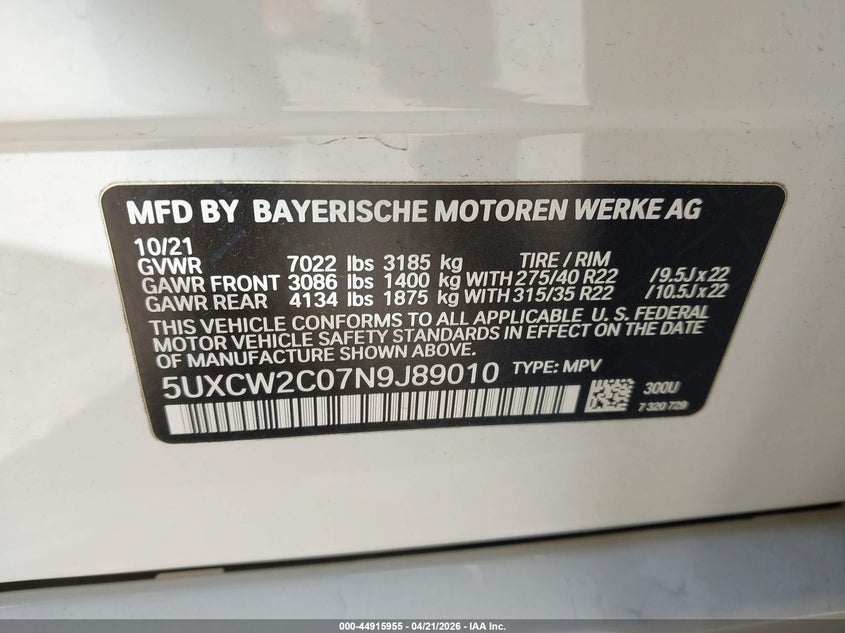 MFD BY BAYERISCHE MOTOREN WERKE AG
10/21 TIRE / RIM
GVWR 7022 lbs 3185 kg
GAWR FRONT 3086 lbs 1400 kg WITH 275/40 R22 /9.5J x 22
GAWR REAR 4134 lbs 1875 kg WITH 315/35 R22 /10.5J x 22
THIS VEHICLE CONFORMS TO ALL APPLICABLE U. S. FEDERAL
MOTOR VEHICLE SAFETY STANDARDS IN EFFECT ON THE DATE
OF MANUFACTURE SHOWN ABOVE.
5UXCW2C07N9J89010 TYPE: MPV
300U
7 320 729
000-44915955 - 04/21/2026 - IAA Inc.